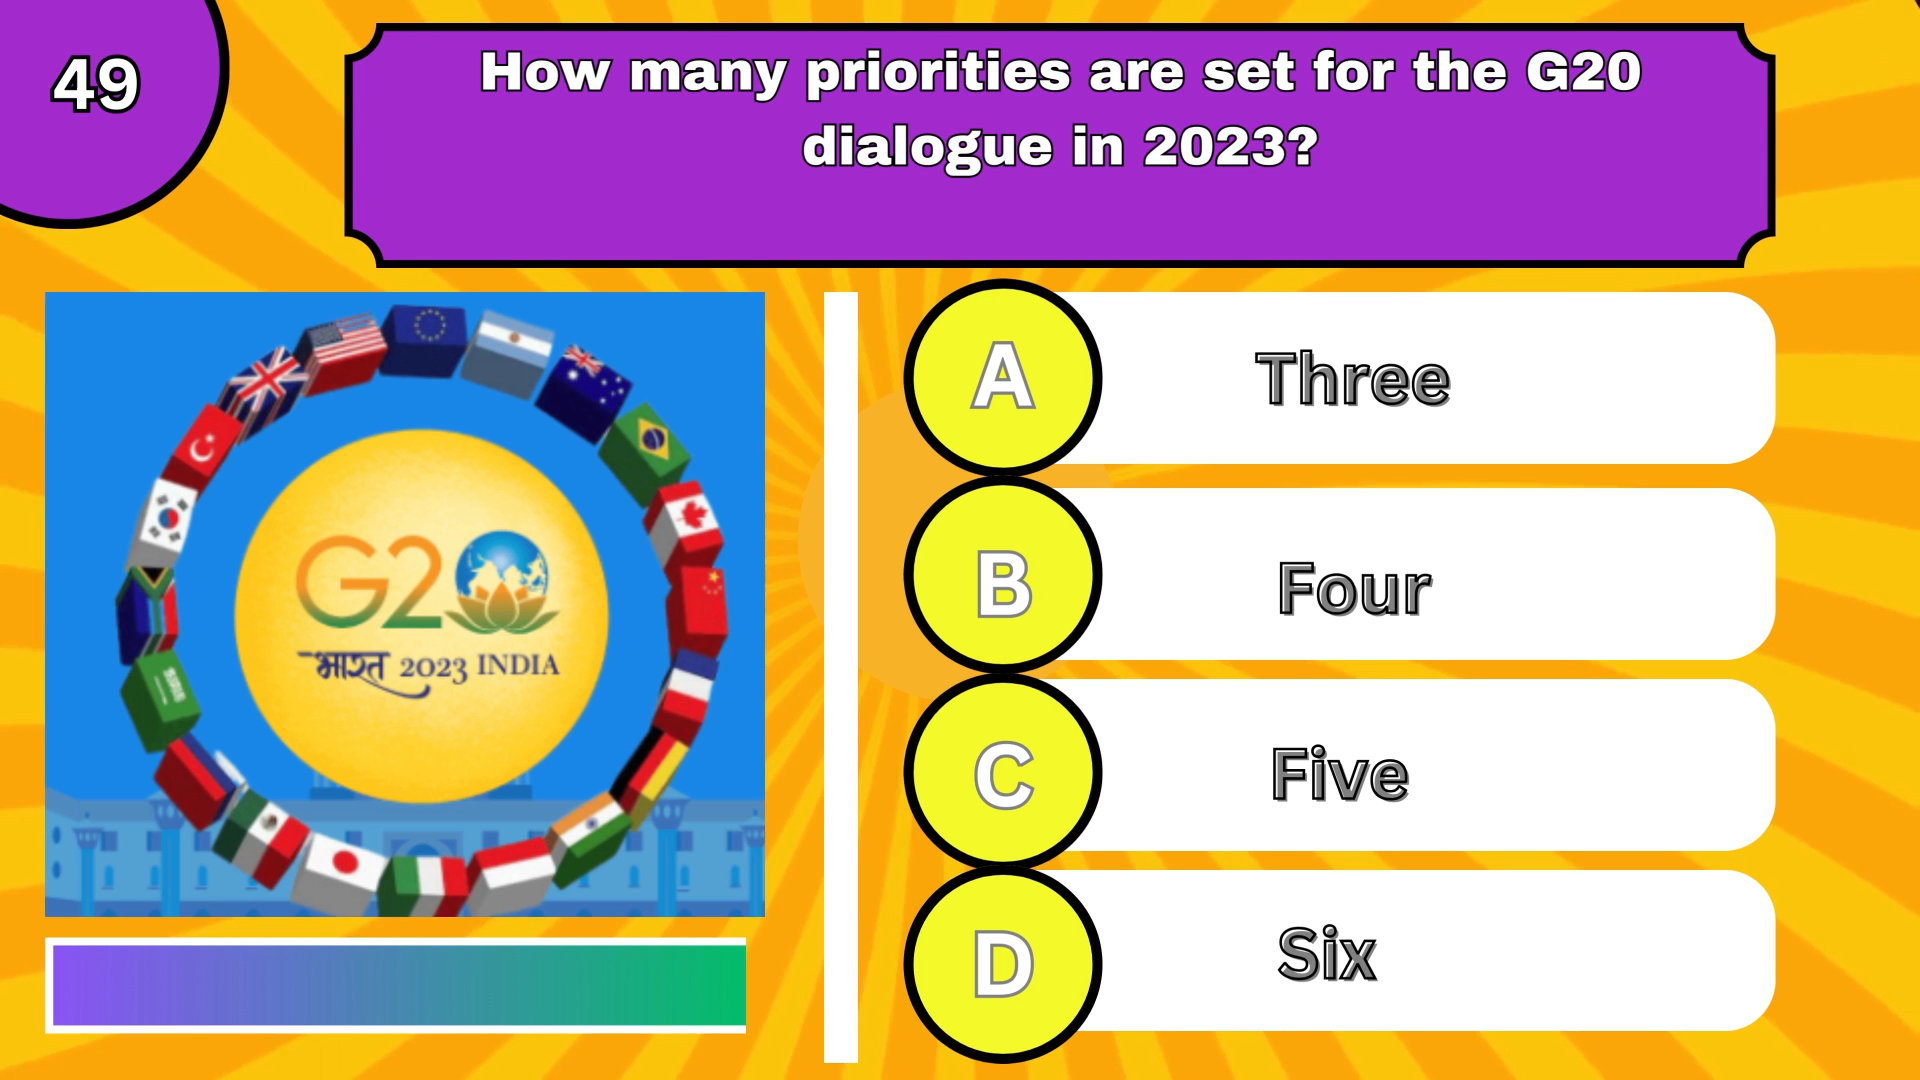 49
How many priorities are set for the G20
dialogue in 2023?
G20
भारत 2023 INDIA
A
Three
B
Four
C
Five
D
Six